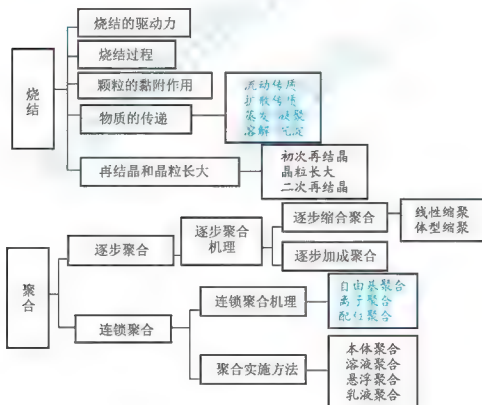 烧结的驱动力
烧结过程
颗粒的黏附作用
烧结
物质的传递
流动传质
扩散传质
蒸发 凝聚
溶解 沉淀
再结晶和晶粒长大
初次再结晶
晶粒长大
二次再结晶
聚合
逐步聚合
逐步聚合
机理
逐步缩合聚合
线性缩聚
体型缩聚
逐步加成聚合
连锁聚合
连锁聚合机理
自由基聚合
离子聚合
配位聚合
聚合实施方法
本体聚合
溶液聚合
悬浮聚合
乳液聚合